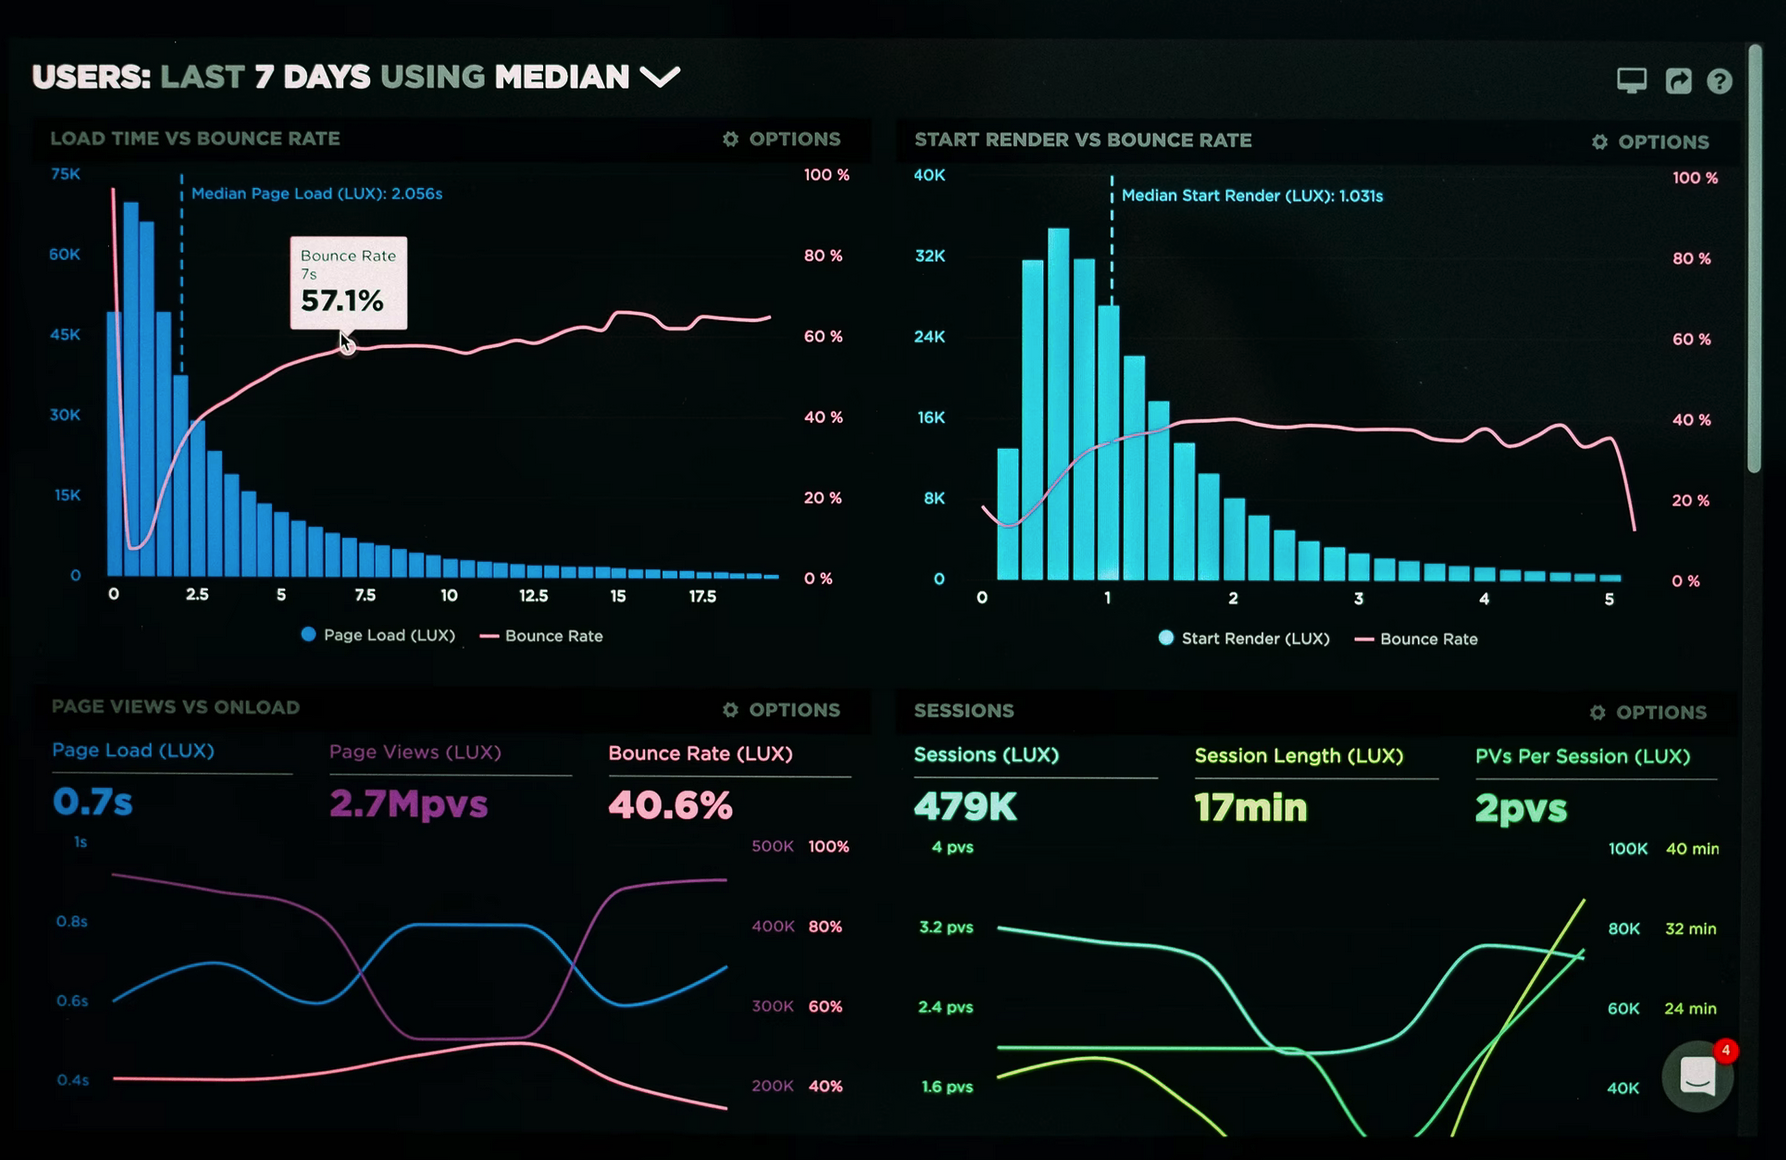 USERS: LAST 7 DAYS USING MEDIAN
LOAD TIME VS BOUNCE RATE
OPTIONS
75K
60K
45K
30K
15K
0
Median Page Load (LUX): 2.056s
Bounce Rate
7s
57.1%
100 %
80 %
60 %
40 %
20 %
0 %
0 2.5 5 7.5 10 12.5 15 17.5
Page Load (LUX) Bounce Rate
START RENDER VS BOUNCE RATE
OPTIONS
40K
32K
24K
16K
8K
0
Median Start Render (LUX): 1.031s
100 %
80 %
60 %
40 %
20 %
0 %
0 1 2 3 4 5
Start Render (LUX) Bounce Rate
PAGE VIEWS VS ONLOAD
OPTIONS
Page Load (LUX)
0.7s
Page Views (LUX)
2.7Mpvs
Bounce Rate (LUX)
40.6%
1s
0.8s
0.6s
0.4s
500K 100%
400K 80%
300K 60%
200K 40%
SESSIONS
OPTIONS
Sessions (LUX)
479K
Session Length (LUX)
17min
PVs Per Session (LUX)
2pvs
4 pvs
3.2 pvs
2.4 pvs
1.6 pvs
100K 40 min
80K 32 min
60K 24 min
40K
4